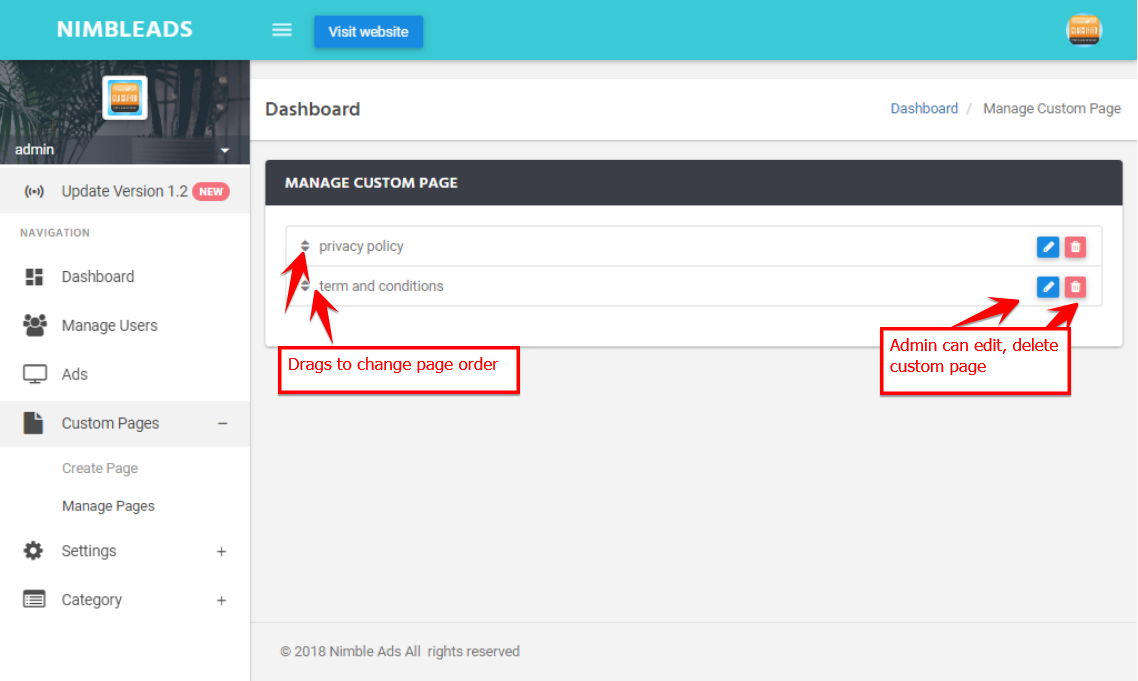 NIMBLEADS
Visit website
admin
Update Version 1.2 NEW
NAVIGATION
Dashboard
Manage Users
Ads
Custom Pages
Create Page
Manage Pages
Settings
Category
Dashboard
Dashboard / Manage Custom Page
MANAGE CUSTOM PAGE
privacy policy
term and conditions
Drags to change page order
Admin can edit, delete
custom page
© 2018 Nimble Ads All rights reserved